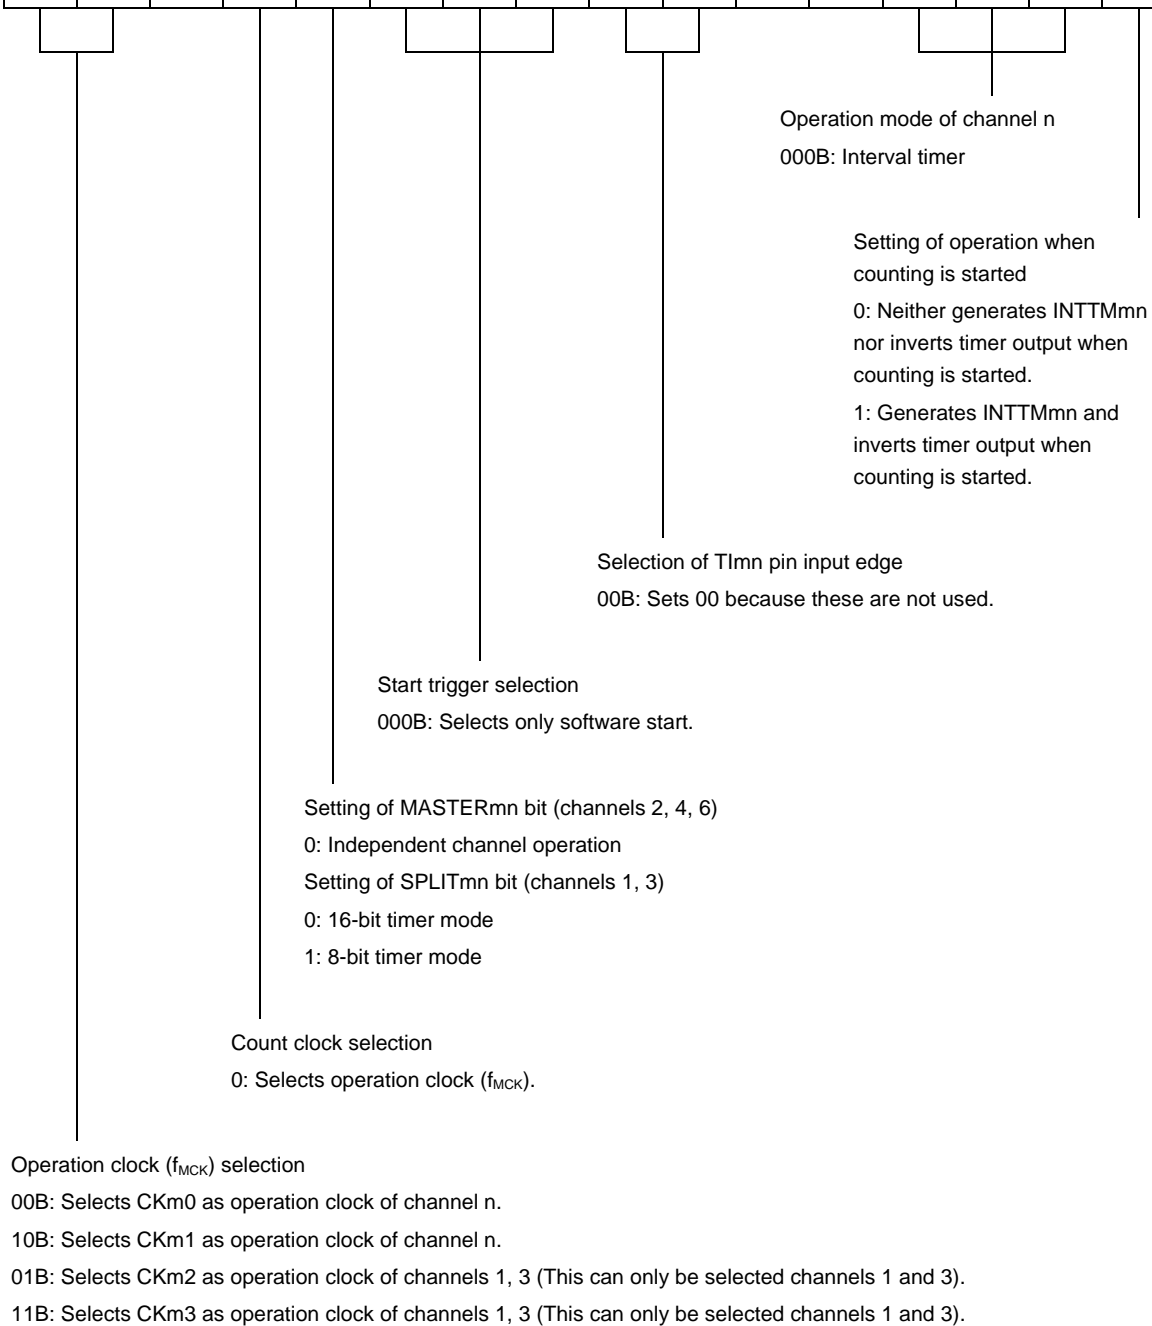 Operation mode of channel n
000B: Interval timer
Setting of operation when
counting is started
0: Neither generates INTTMmn
nor inverts timer output when
counting is started.
1: Generates INTTMmn and
inverts timer output when
counting is started.
Selection of TImn pin input edge
00B: Sets 00 because these are not used.
Start trigger selection
000B: Selects only software start.
Setting of MASTERmn bit (channels 2, 4, 6)
0: Independent channel operation
Setting of SPLITmn bit (channels 1, 3)
0: 16-bit timer mode
1: 8-bit timer mode
Count clock selection
0: Selects operation clock (fMCK).
Operation clock (fMCK) selection
00B: Selects CKm0 as operation clock of channel n.
10B: Selects CKm1 as operation clock of channel n.
01B: Selects CKm2 as operation clock of channels 1, 3 (This can only be selected channels 1 and 3).
11B: Selects CKm3 as operation clock of channels 1, 3 (This can only be selected channels 1 and 3).